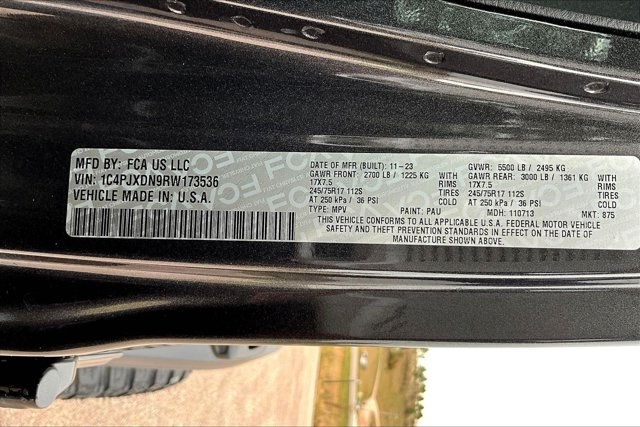 MFD BY: FCA US LLC
VIN: 1C4PJXDN9RW173536
VEHICLE MADE IN: U.S.A.
DATE OF MFR (BUILT): 11-23 GVWR: 5500 LB / 2495 KG
GAWR FRONT: 2700 LB / 1225 KG GAWR REAR: 3000 LB / 1361 KG
17X7.5 RIMS 17X7.5 RIMS
245/75R17 112S TIRES 245/75R17 112S TIRES
AT 250 kPa / 36 PSI COLD AT 250 kPa / 36 PSI COLD
TYPE: MPV PAINT: PAU MDH: 110713 MKT: 875
THIS VEHICLE CONFORMS TO ALL APPLICABLE U.S.A. FEDERAL MOTOR VEHICLE
SAFETY AND THEFT PREVENTION STANDARDS IN EFFECT ON THE DATE OF
MANUFACTURE SHOWN ABOVE.